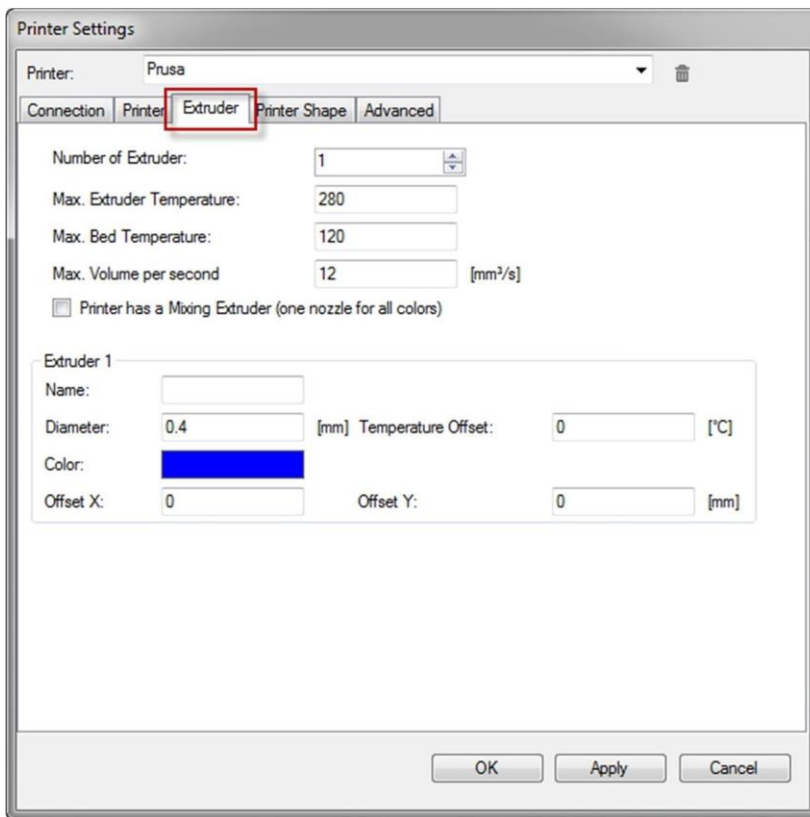 Printer Settings
Printer: Prusa
Connection Printer Extruder Printer Shape Advanced
Number of Extruder: 1
Max. Extruder Temperature: 280
Max. Bed Temperature: 120
Max. Volume per second 12 [mm³/s]
Printer has a Mixing Extruder (one nozzle for all colors)
Extruder 1
Name:
Diameter: 0.4 [mm] Temperature Offset: 0 [°C]
Color:
Offset X: 0 Offset Y: 0 [mm]
OK Apply Cancel